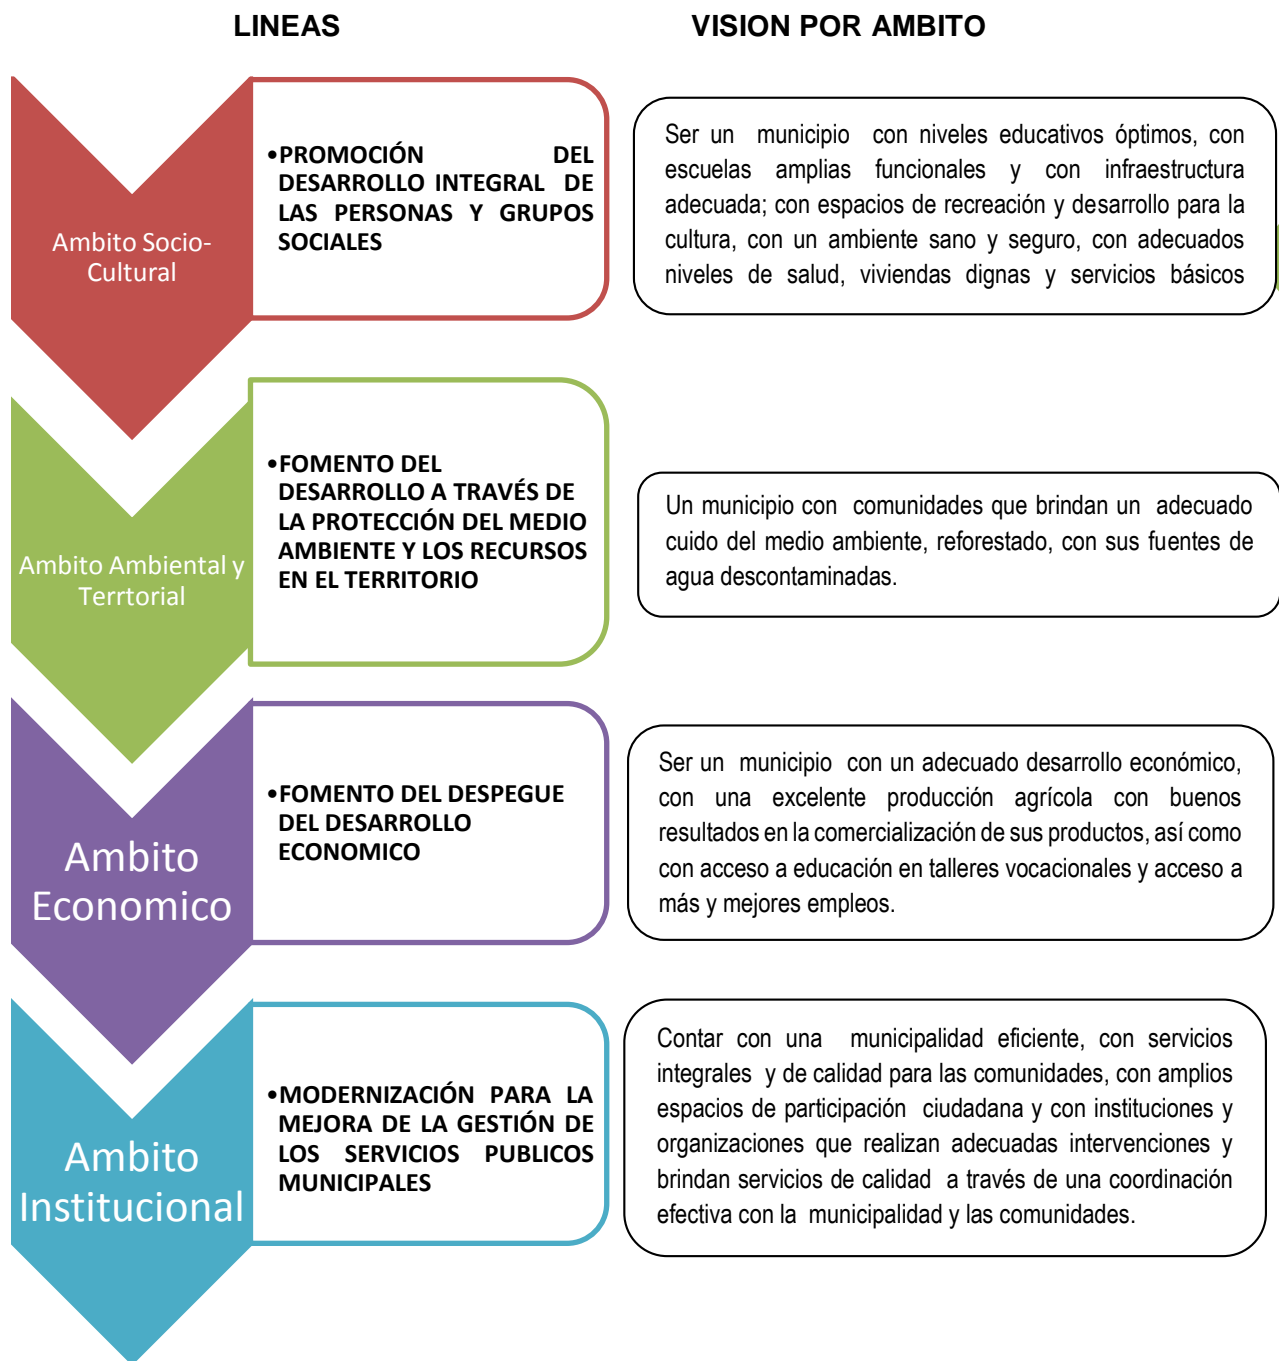 LINEAS
VISION POR AMBITO
Ambito Socio-
Cultural
•PROMOCIÓN DEL
DESARROLLO INTEGRAL DE
LAS PERSONAS Y GRUPOS
SOCIALES
Ser un municipio con niveles educativos óptimos, con
escuelas amplias funcionales y con infraestructura
adecuada; con espacios de recreación y desarrollo para la
cultura, con un ambiente sano y seguro, con adecuados
niveles de salud, viviendas dignas y servicios básicos
Ambito Ambiental y
Terrtorial
•FOMENTO DEL
DESARROLLO A TRAVÉS DE
LA PROTECCIÓN DEL MEDIO
AMBIENTE Y LOS RECURSOS
EN EL TERRITORIO
Un municipio con comunidades que brindan un adecuado
cuido del medio ambiente, reforestado, con sus fuentes de
agua descontaminadas.
Ambito
Economico
•FOMENTO DEL DESPEGUE
DEL DESARROLLO
ECONOMICO
Ser un municipio con un adecuado desarrollo económico,
con una excelente producción agrícola con buenos
resultados en la comercialización de sus productos, así como
con acceso a educación en talleres vocacionales y acceso a
más y mejores empleos.
Ambito
Institucional
•MODERNIZACIÓN PARA LA
MEJORA DE LA GESTIÓN DE
LOS SERVICIOS PUBLICOS
MUNICIPALES
Contar con una municipalidad eficiente, con servicios
integrales y de calidad para las comunidades, con amplios
espacios de participación ciudadana y con instituciones y
organizaciones que realizan adecuadas intervenciones y
brindan servicios de calidad a través de una coordinación
efectiva con la municipalidad y las comunidades.